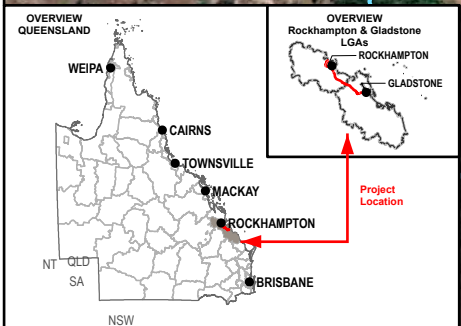 OVERVIEW
QUEENSLAND
WEIPA
CAIRNS
TOWNSVILLE
MACKAY
ROCKHAMPTON
BRISBANE
NT
QLD
SA
NSW
OVERVIEW
Rockhampton & Gladstone
LGAs
ROCKHAMPTON
GLADSTONE
Project
Location